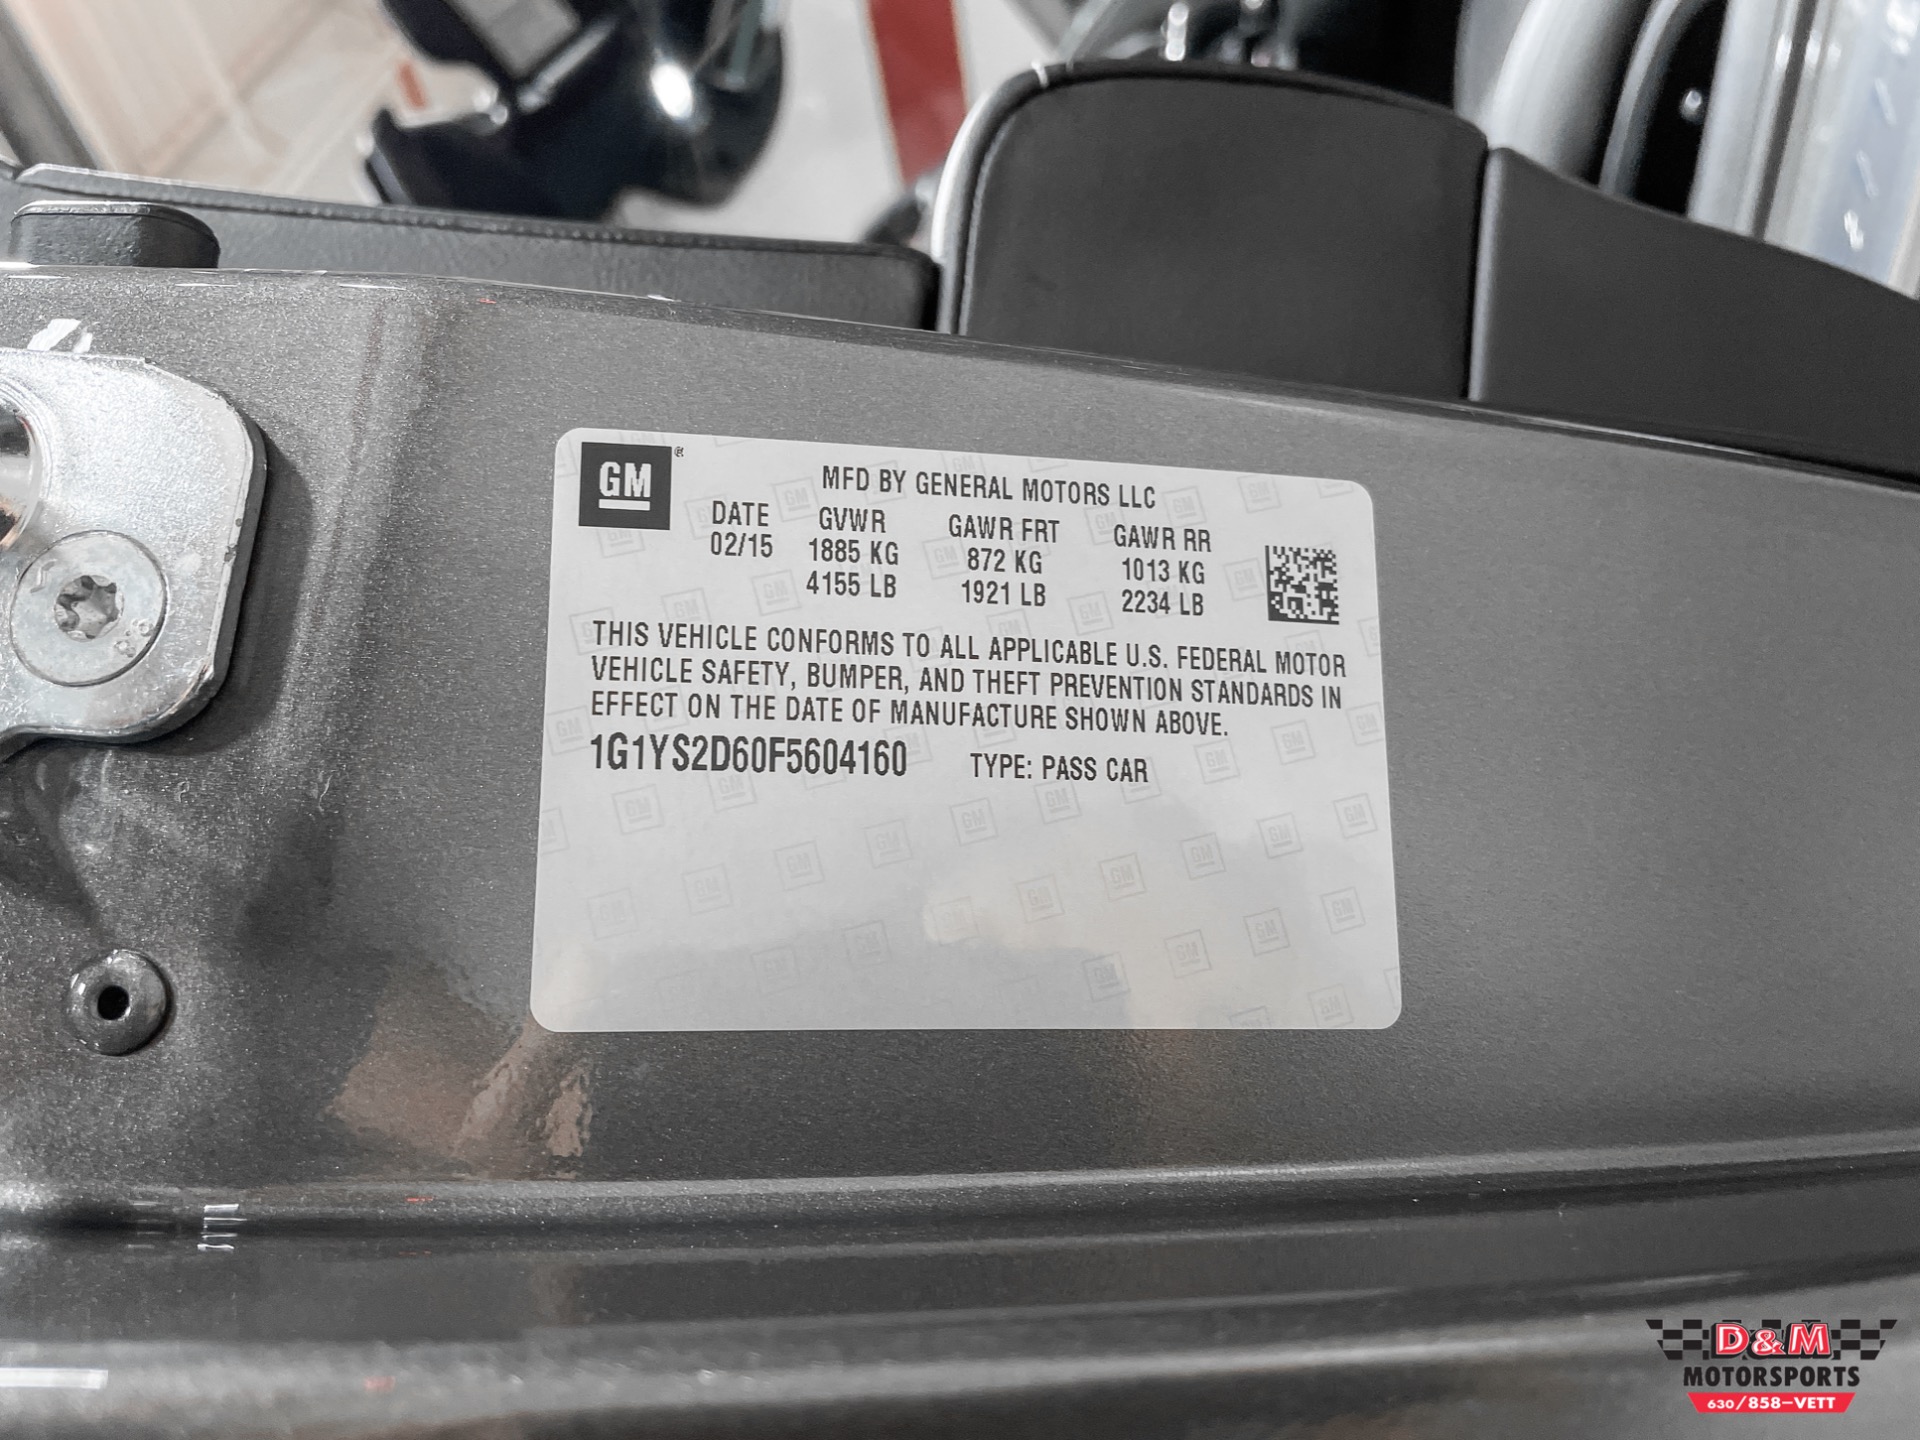 GM
MFD BY GENERAL MOTORS LLC
DATE GVWR GAWR FRT GAWR RR
02/15 1885 KG 872 KG 1013 KG
4155 LB 1921 LB 2234 LB
THIS VEHICLE CONFORMS TO ALL APPLICABLE U.S. FEDERAL MOTOR
VEHICLE SAFETY, BUMPER, AND THEFT PREVENTION STANDARDS IN
EFFECT ON THE DATE OF MANUFACTURE SHOWN ABOVE.
1G1YS2D60F5604160 TYPE: PASS CAR
D&M
MOTORSPORTS
630/858-VETT